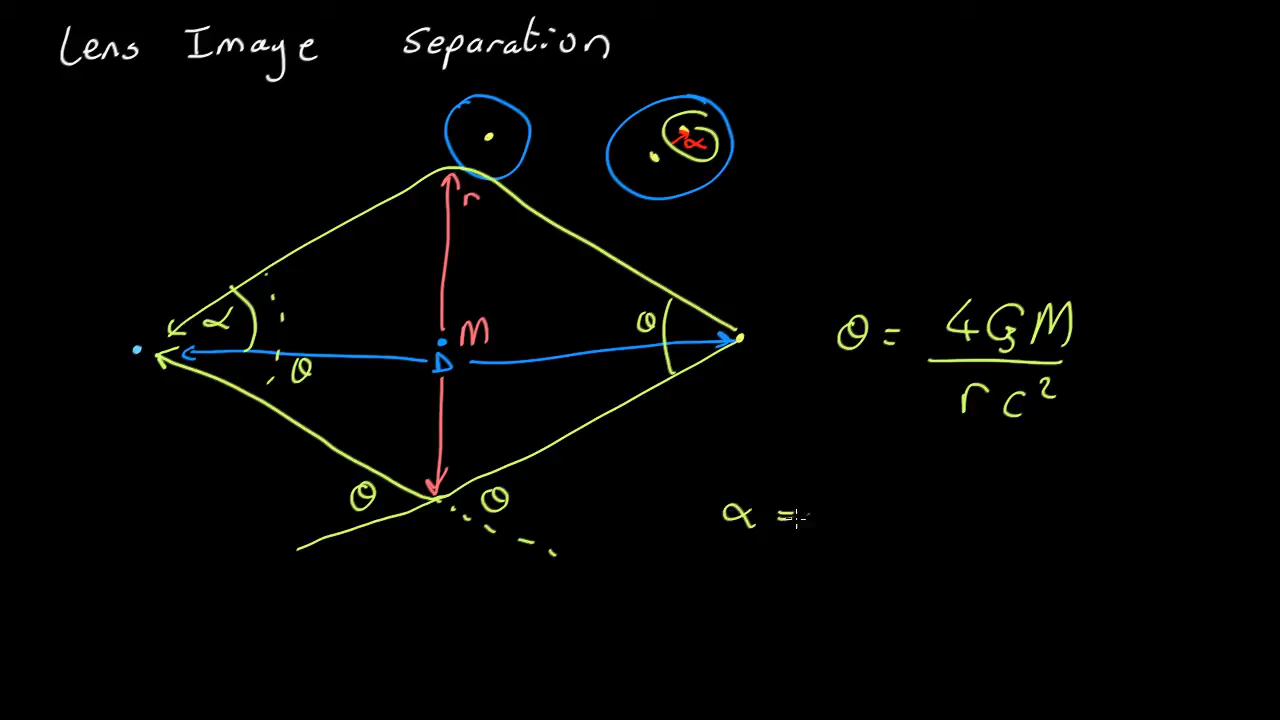 Lens Image Separation
α
r
α
M
θ
D
θ
θ = 4GM / rc²
θ
θ
α =